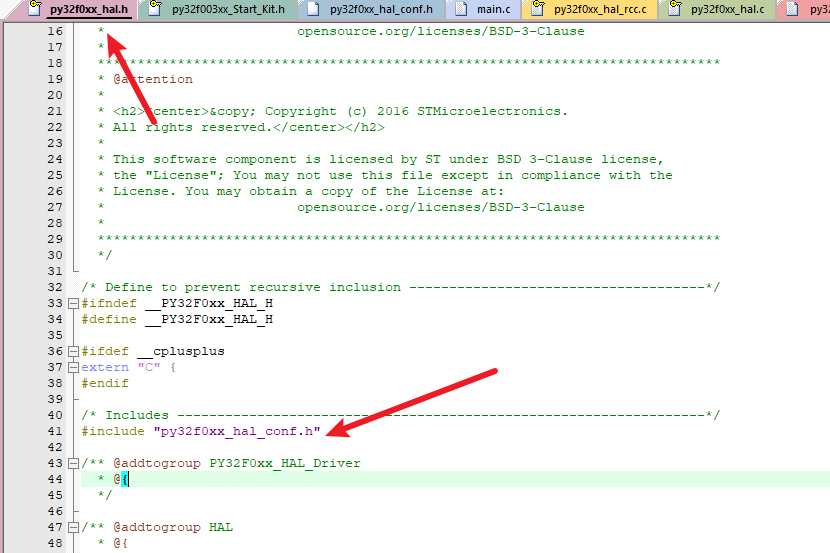 py32f0xx_hal.h py32f003xx_Start_Kit.h py32f0xx_hal_conf.h main.c py32f0xx_hal_rcc.c py32f0xx_hal.c py32f
16 * opensource.org/licenses/BSD-3-Clause
17 *
18 ******************************************************************************
19 * @attention
20 *
21 * <h2><center>&copy; Copyright (c) 2016 STMicroelectronics.
22 * All rights reserved.</center></h2>
23 *
24 * This software component is licensed by ST under BSD 3-Clause license,
25 * the "License"; You may not use this file except in compliance with the
26 * License. You may obtain a copy of the License at:
27 * opensource.org/licenses/BSD-3-Clause
28 *
29 ******************************************************************************
30 */
31
32 /* Define to prevent recursive inclusion -------------------------------------*/
33 #ifndef __PY32F0xx_HAL_H
34 #define __PY32F0xx_HAL_H
35
36 #ifdef __cplusplus
37 extern "C" {
38 #endif
39
40 /* Includes ------------------------------------------------------------------*/
41 #include "py32f0xx_hal_conf.h"
42
43 /** @addtogroup PY32F0xx_HAL_Driver
44 * @{
45 */
46
47 /** @addtogroup HAL
48 * @{